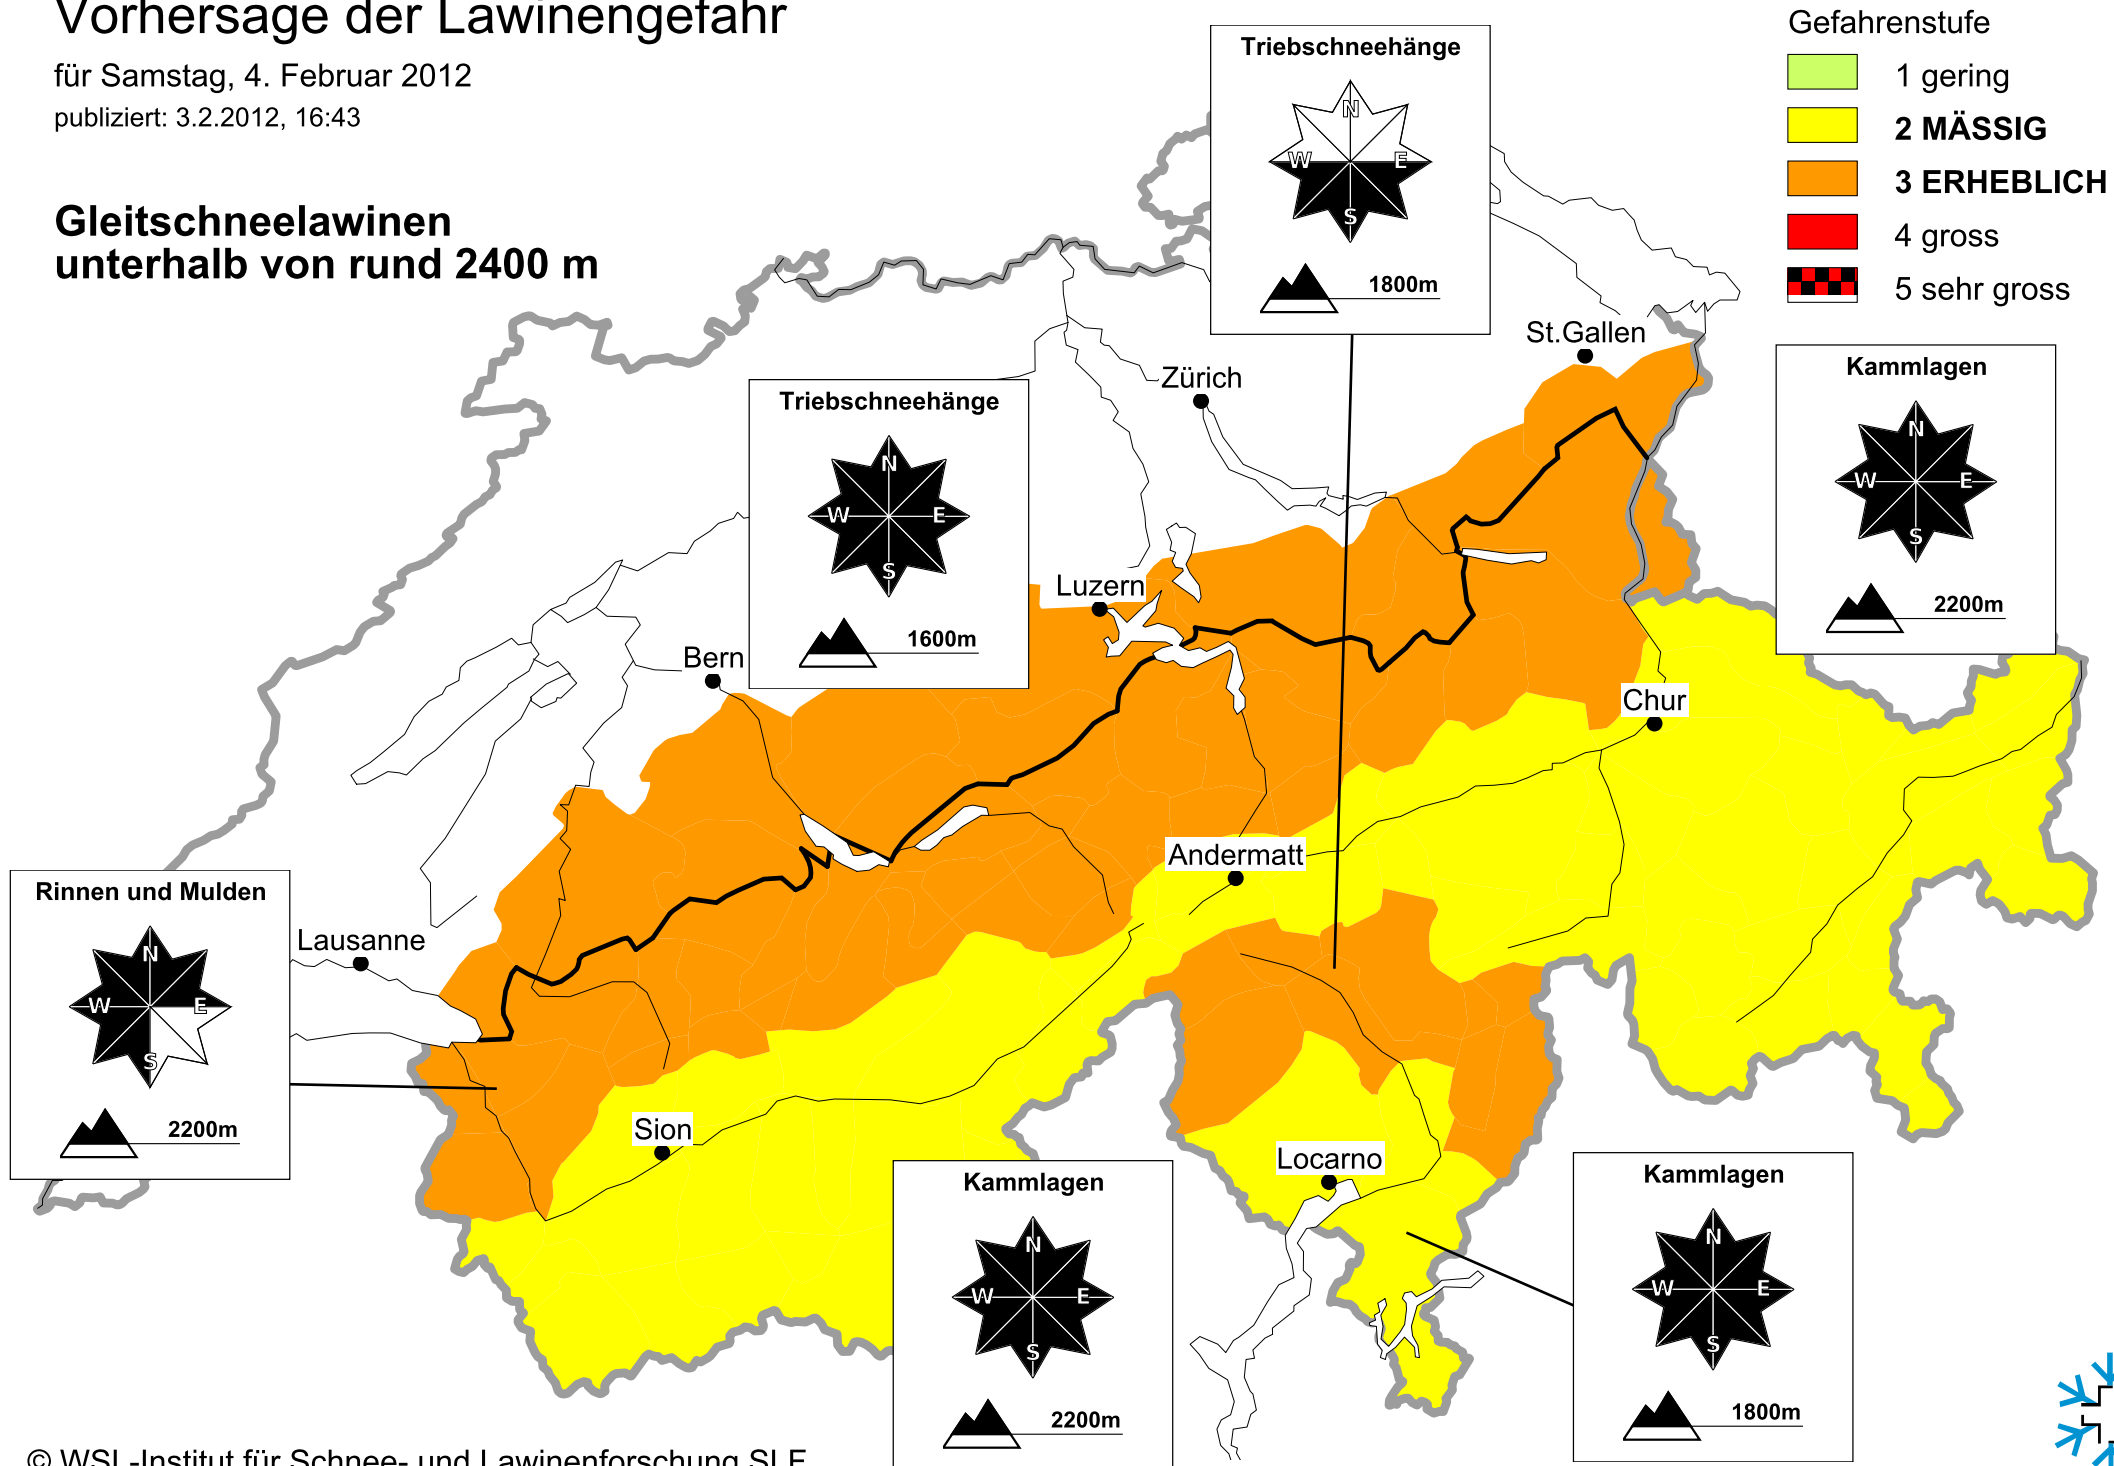 Vorhersage der Lawinengefahr
für Samstag, 4. Februar 2012
publiziert: 3.2.2012, 16:43
Gleitschneelawinen
unterhalb von rund 2400 m
Gefahrenstufe
1 gering
2 MÄSSIG
3 ERHEBLICH
4 gross
5 sehr gross
Triebschneehänge
N
W E
S
1800m
St.Gallen
Zürich
Kammlagen
N
W E
S
2200m
Triebschneehänge
N
W E
S
1600m
Luzern
Bern
Chur
Andermatt
Rinnen und Mulden
N
W E
S
2200m
Lausanne
Sion
Locarno
Kammlagen
N
W E
S
2200m
Kammlagen
N
W E
S
1800m
© WSL-Institut für Schnee- und Lawinenforschung SLF